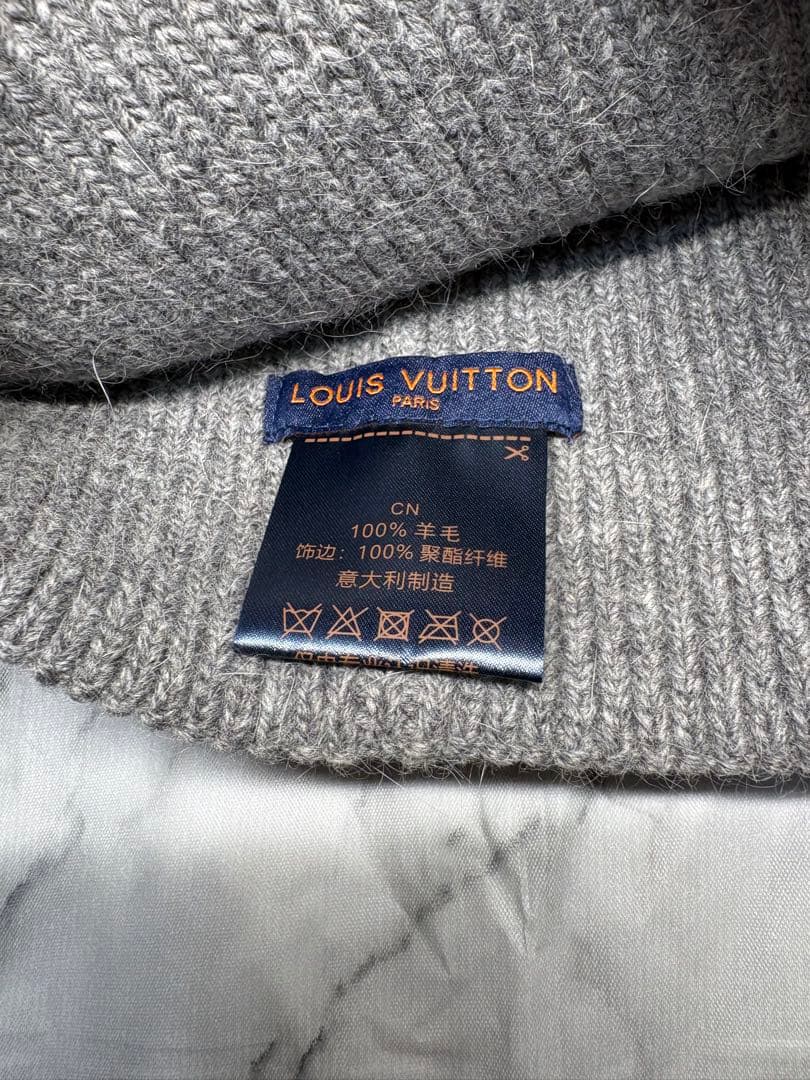 LOUIS VUITTON
PARIS
CN
100% 羊毛
饰边：100% 聚酯纤维
意大利制造